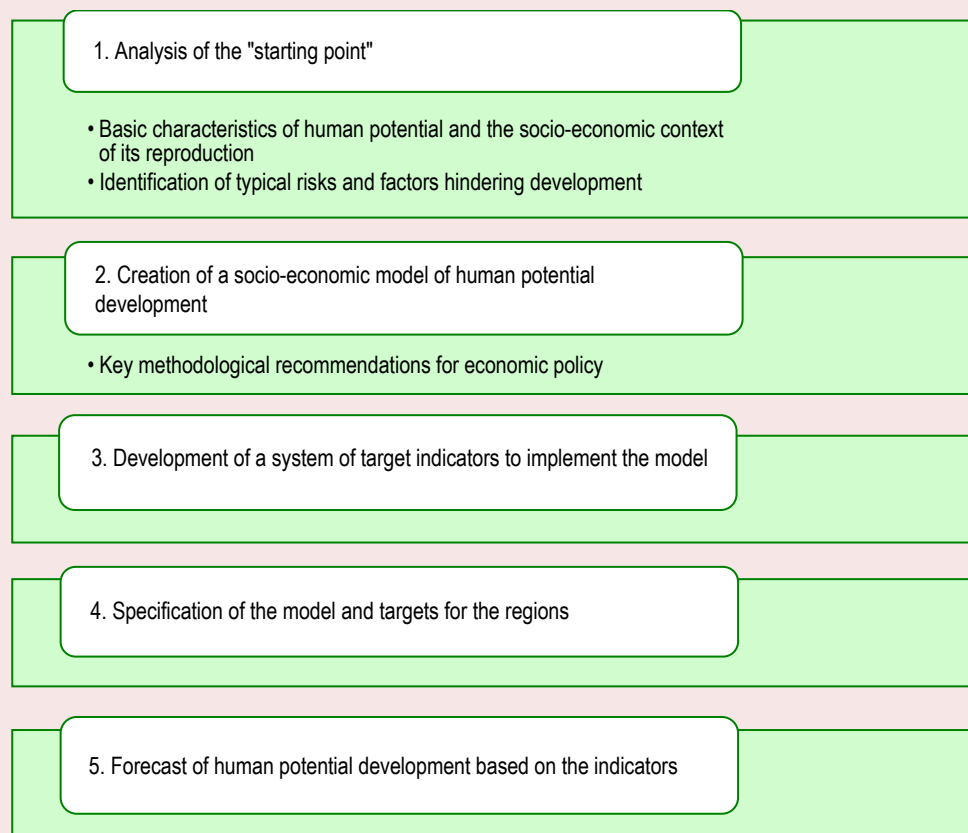 1. Analysis of the "starting point"
• Basic characteristics of human potential and the socio-economic context
of its reproduction
• Identification of typical risks and factors hindering development
2. Creation of a socio-economic model of human potential
development
• Key methodological recommendations for economic policy
3. Development of a system of target indicators to implement the model
4. Specification of the model and targets for the regions
5. Forecast of human potential development based on the indicators